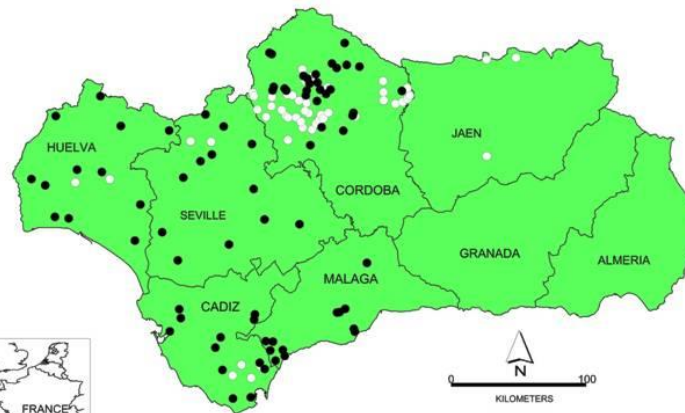 JAEN
HUELVA
CORDOBA
SEVILLE
GRANADA
ALMERIA
MALAGA
CADIZ
N
0 100
KILOMETERS
FRANCE